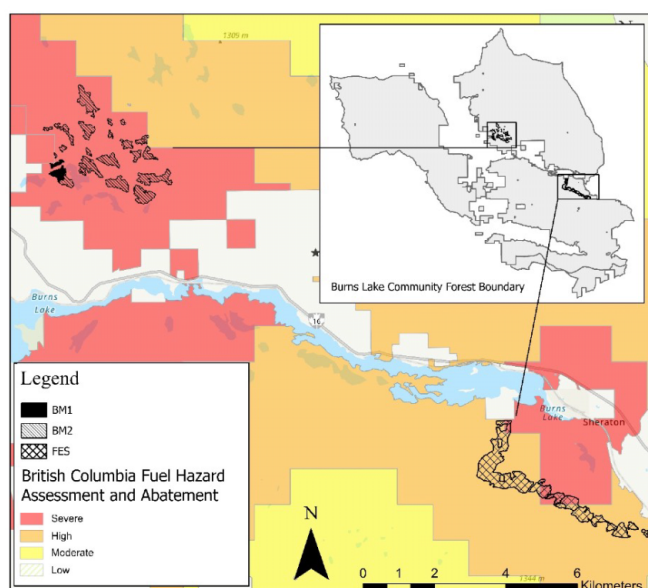 1305 m
N
Burns Lake Community Forest Boundary
Burns
Lake
16
Burns
Lake
Sheraton
Legend
BM1
BM2
FES
British Columbia Fuel Hazard
Assessment and Abatement
Severe
High
Moderate
Low
N
1344 m
0 1 2 4 6
Kilometers